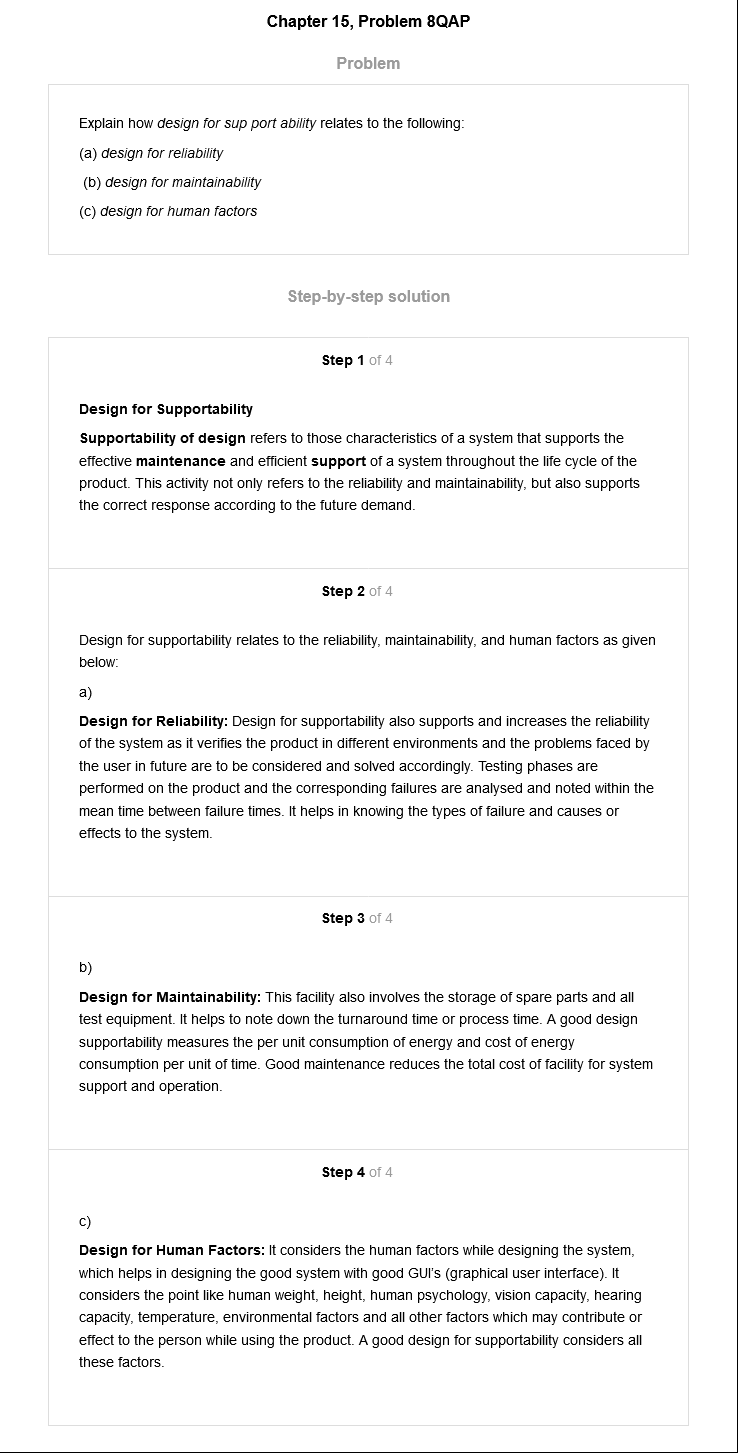 Chapter 15, Problem 8QAP
Problem
Explain how design for sup port ability relates to the following:
(a) design for reliability
(b) design for maintainability
(c) design for human factors
Step-by-step solution
Step 1 of 4
Design for Supportability
Supportability of design refers to those characteristics of a system that supports the
effective maintenance and efficient support of a system throughout the life cycle of the
product. This activity not only refers to the reliability and maintainability, but also supports
the correct response according to the future demand.
Step 2 of 4
Design for supportability relates to the reliability, maintainability, and human factors as given
below:
a)
Design for Reliability: Design for supportability also supports and increases the reliability
of the system as it verifies the product in different environments and the problems faced by
the user in future are to be considered and solved accordingly. Testing phases are
performed on the product and the corresponding failures are analysed and noted within the
mean time between failure times. It helps in knowing the types of failure and causes or
effects to the system.
Step 3 of 4
b)
Design for Maintainability: This facility also involves the storage of spare parts and all
test equipment. It helps to note down the turnaround time or process time. A good design
supportability measures the per unit consumption of energy and cost of energy
consumption per unit of time. Good maintenance reduces the total cost of facility for system
support and operation.
Step 4 of 4
c)
Design for Human Factors: It considers the human factors while designing the system,
which helps in designing the good system with good GUI's (graphical user interface). It
considers the point like human weight, height, human psychology, vision capacity, hearing
capacity, temperature, environmental factors and all other factors which may contribute or
effect to the person while using the product. A good design for supportability considers all
these factors.